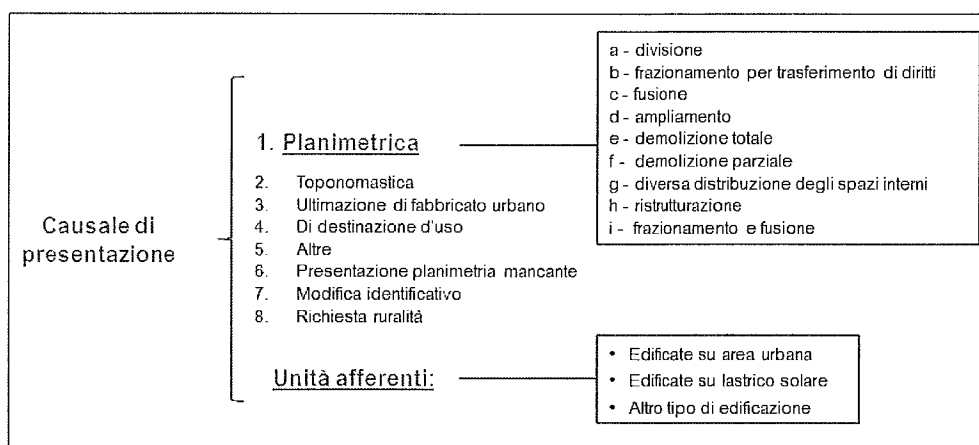 Causale di
presentazione
1. Planimetrica
2. Toponomastica
3. Ultimazione di fabbricato urbano
4. Di destinazione d'uso
5. Altre
6. Presentazione planimetria mancante
7. Modifica identificativo
8. Richiesta ruralità
a - divisione
b - frazionamento per trasferimento di diritti
c - fusione
d - ampliamento
e - demolizione totale
f - demolizione parziale
g - diversa distribuzione degli spazi interni
h - ristrutturazione
i - frazionamento e fusione
Unità afferenti:
• Edificate su area urbana
• Edificate su lastrico solare
• Altro tipo di edificazione